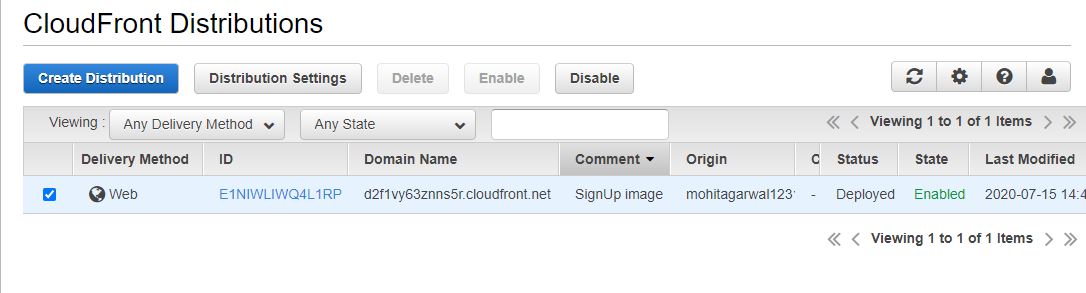 CloudFront Distributions
Create Distribution Distribution Settings Delete Enable Disable
Viewing : Any Delivery Method Any State Viewing 1 to 1 of 1 Items
Delivery Method ID Domain Name Comment Origin C Status State Last Modified
Web E1NIWLIWQ4L1RP d2f1vy63znns5r.cloudfront.net SignUp image mohitagarwal123 - Deployed Enabled 2020-07-15 14:4
Viewing 1 to 1 of 1 Items